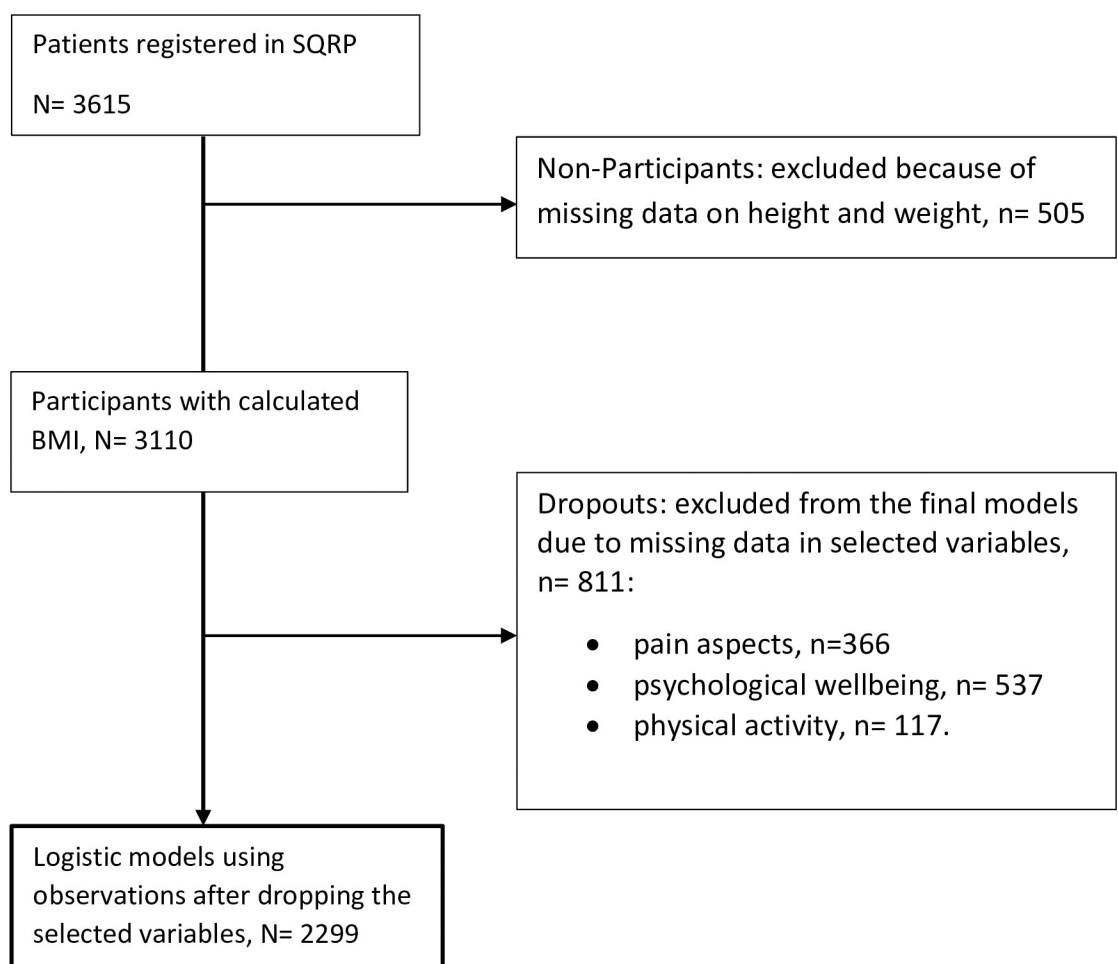 Patients registered in SQRP
N= 3615
Non-Participants: excluded because of
missing data on height and weight, n= 505
Participants with calculated
BMI, N= 3110
Dropouts: excluded from the final models
due to missing data in selected variables,
n= 811:
• pain aspects, n=366
• psychological wellbeing, n= 537
• physical activity, n= 117.
Logistic models using
observations after dropping the
selected variables, N= 2299